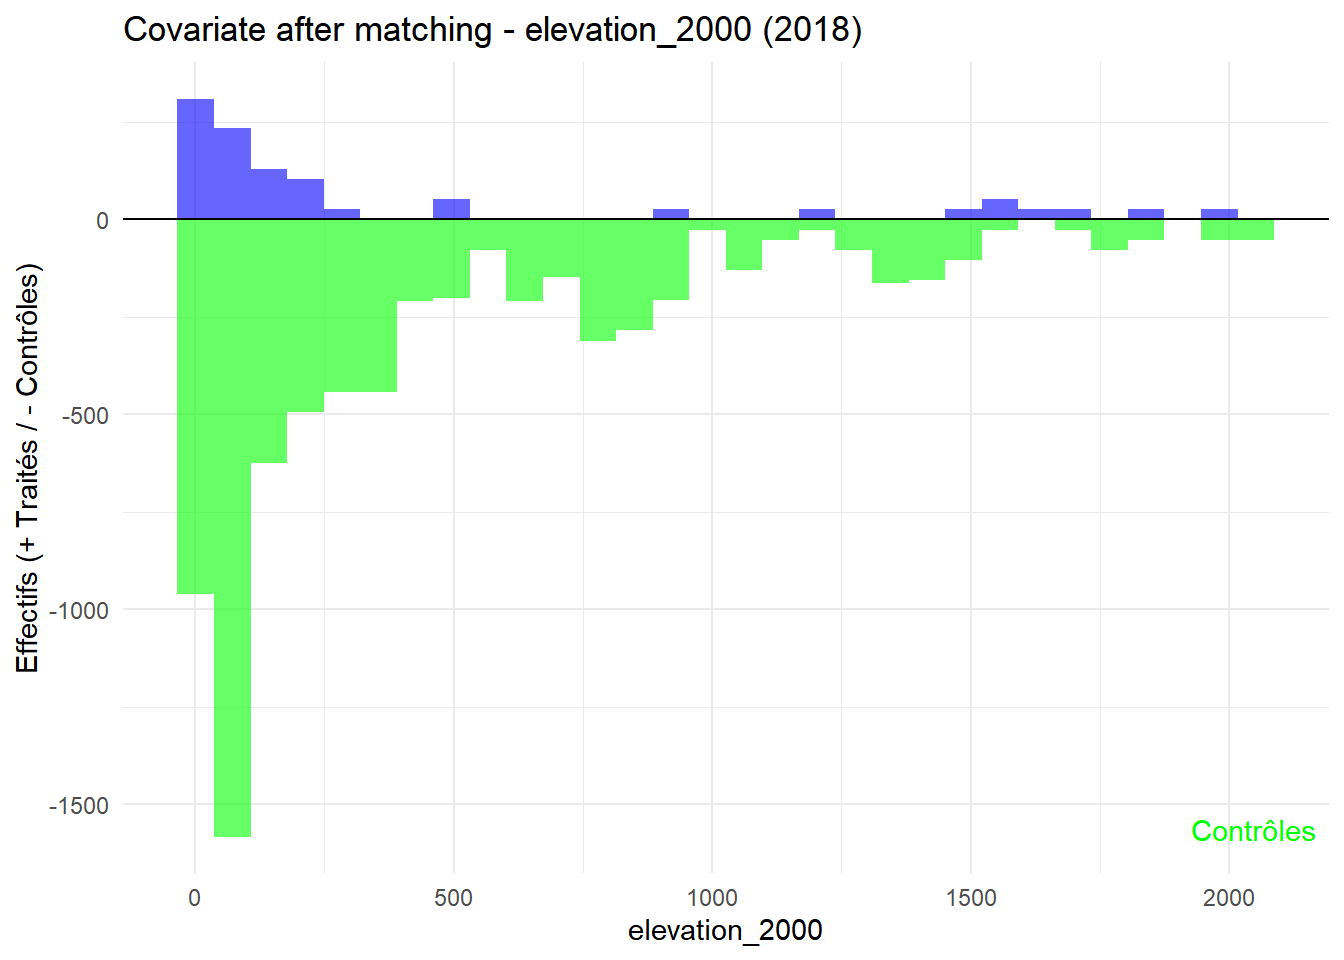 Covariate after matching - elevation_2000 (2018)
Effectifs (+ Traités / - Contrôles)
0
-500
-1000
-1500
Contrôles
0 500 1000 1500 2000
elevation_2000